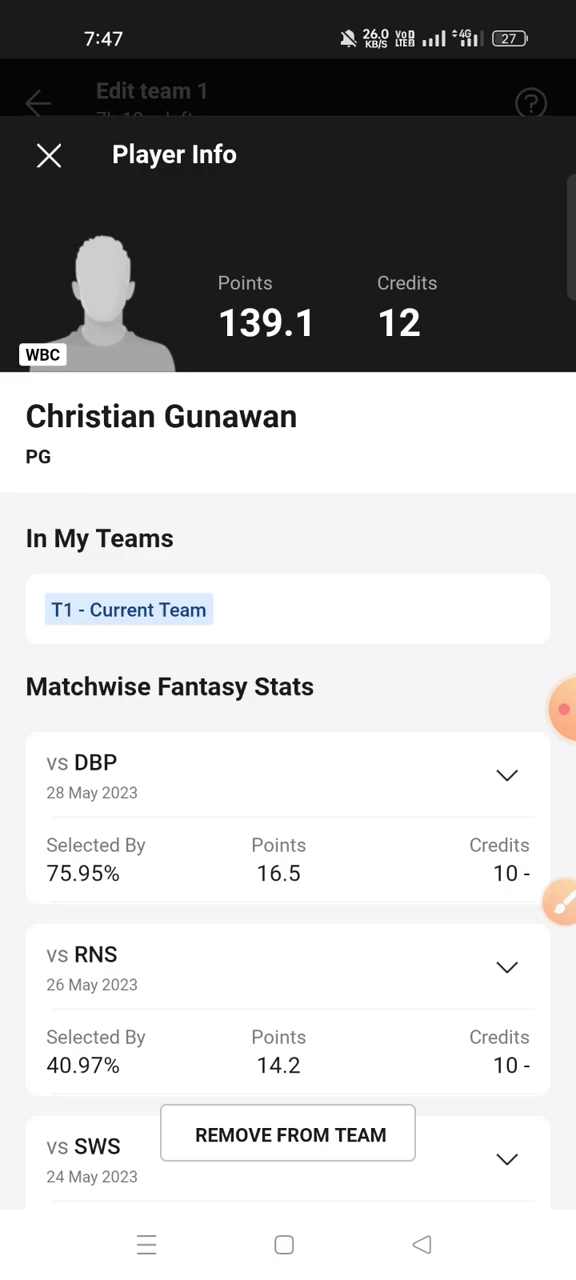 7:47
26.0 KB/S
VoD LTE 4G 27
Edit team 1
Player Info
Points Credits
139.1 12
WBC
Christian Gunawan
PG
In My Teams
T1 - Current Team
Matchwise Fantasy Stats
vs DBP
28 May 2023
Selected By Points Credits
75.95% 16.5 10 -
vs RNS
26 May 2023
Selected By Points Credits
40.97% 14.2 10 -
REMOVE FROM TEAM
vs SWS
24 May 2023